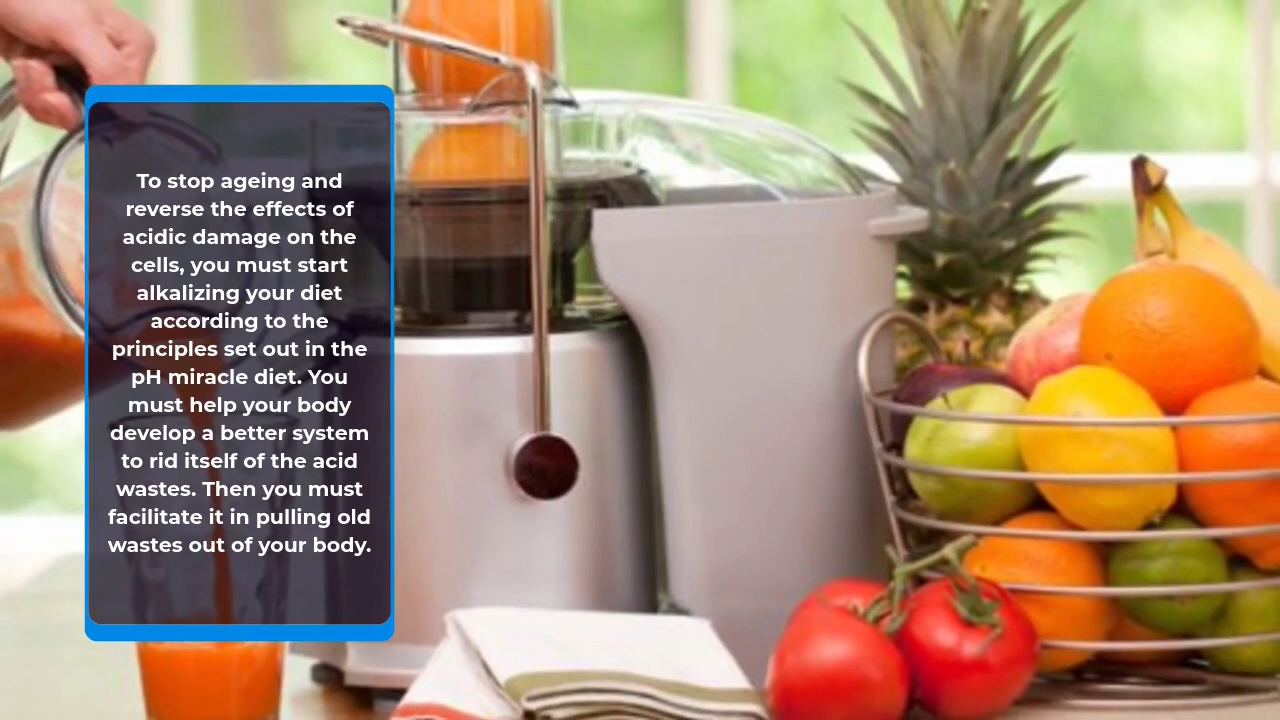 To stop ageing and
reverse the effects of
acidic damage on the
cells, you must start
alkalizing your diet
according to the
principles set out in the
pH miracle diet. You
must help your body
develop a better system
to rid itself of the acid
wastes. Then you must
facilitate it in pulling old
wastes out of your body.